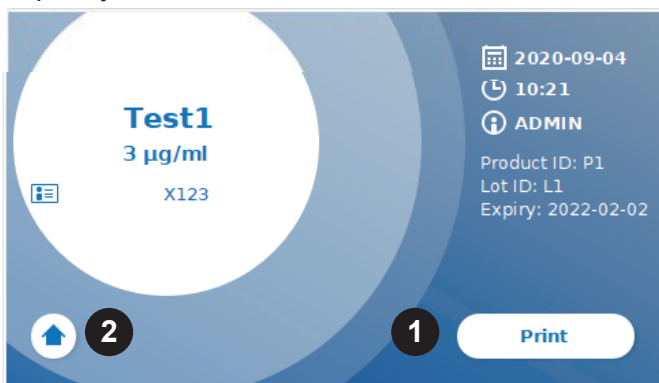 Test1
3 µg/ml
X123
2020-09-04
10:21
ADMIN
Product ID: P1
Lot ID: L1
Expiry: 2022-02-02
2
1
Print